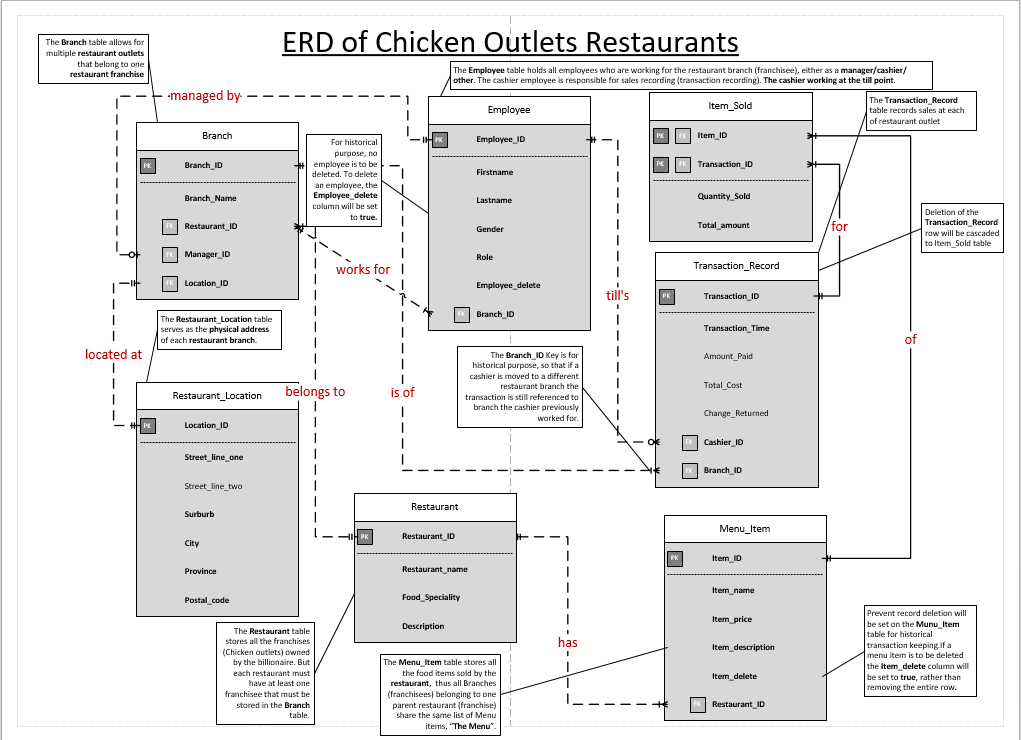 ERD of Chicken Outlets Restaurants
The Branch table allows for
multiple restaurant outlets
that belong to one
restaurant franchise
The Employee table holds all employees who are working for the restaurant branch (franchisee), either as a manager/cashier/
other. The cashier employee is responsible for sales recording (transaction recording). The cashier working at the till point.
managed by
Branch
PK Branch_ID
Branch_Name
FK Restaurant_ID
FK Manager_ID
FK Location_ID
For historical
purpose, no
employee is to be
deleted. To delete
an employee, the
Employee_delete
column will be set
to true.
Employee
PK Employee_ID
Firstname
Lastname
Gender
Role
Employee_delete
FK Branch_ID
Item_Sold
PK FK Item_ID
PK FK Transaction_ID
Quantity_Sold
Total_amount
The Transaction_Record
table records sales at each
of restaurant outlet
Deletion of the
Transaction_Record
row will be cascaded
to Item_Sold table
for
works for
till's
of
Transaction_Record
PK Transaction_ID
Transaction_Time
Amount_Paid
Total_Cost
Change_Returned
FK Cashier_ID
FK Branch_ID
The Restaurant_Location table
serves as the physical address
of each restaurant branch.
located at
belongs to
is of
The Branch_ID Key is for
historical purpose, so that if a
cashier is moved to a different
restaurant branch the
transaction is still referenced to
branch the cashier previously
worked for.
Restaurant_Location
PK Location_ID
Street_line_one
Street_line_two
Suburb
City
Province
Postal_code
Restaurant
PK Restaurant_ID
Restaurant_name
Food_Speciality
Description
Menu_Item
PK Item_ID
Item_name
Item_price
Item_description
Item_delete
FK Restaurant_ID
has
The Restaurant table
stores all the franchises
(Chicken outlets) owned
by the billionaire. But
each restaurant must
have at least one
franchisee that must be
stored in the Branch
table.
The Menu_Item table stores all
the food items sold by the
restaurant, thus all Branches
(franchisees) belonging to one
parent restaurant (franchise)
share the same list of Menu
items, “The Menu”.
Prevent record deletion will
be set on the Munu_Item
table for historical
transaction keeping.If a
menu item is to be deleted
the Item_delete column will
be set to true, rather than
removing the entire row.